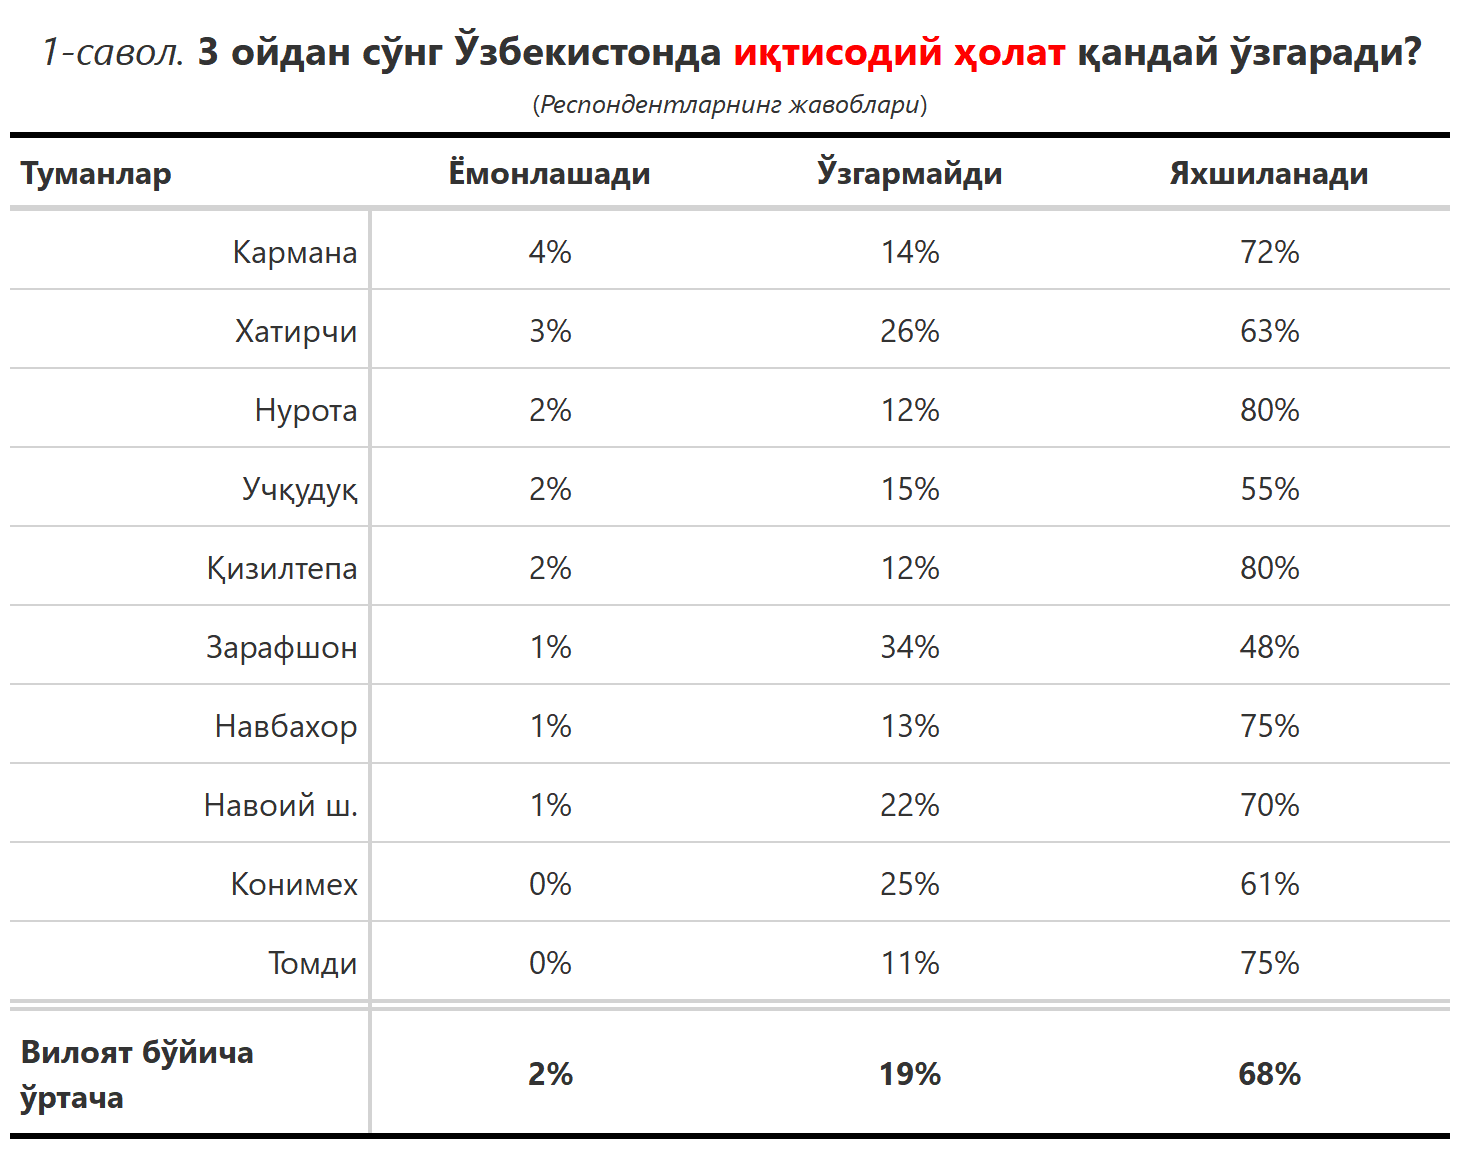 1-савол. 3 ойдан сўнг Ўзбекистонда иқтисодий ҳолат қандай ўзгаради?
(Респондентларнинг жавоблари)
Туманлар Ёмонлашади Ўзгармайди Яхшиланади
Кармана 4% 14% 72%
Хатирчи 3% 26% 63%
Нурота 2% 12% 80%
Учқудуқ 2% 15% 55%
Қизилтепа 2% 12% 80%
Зарафшон 1% 34% 48%
Навбахор 1% 13% 75%
Навоий ш. 1% 22% 70%
Конимех 0% 25% 61%
Томди 0% 11% 75%
Вилоят бўйича
ўртача 2% 19% 68%